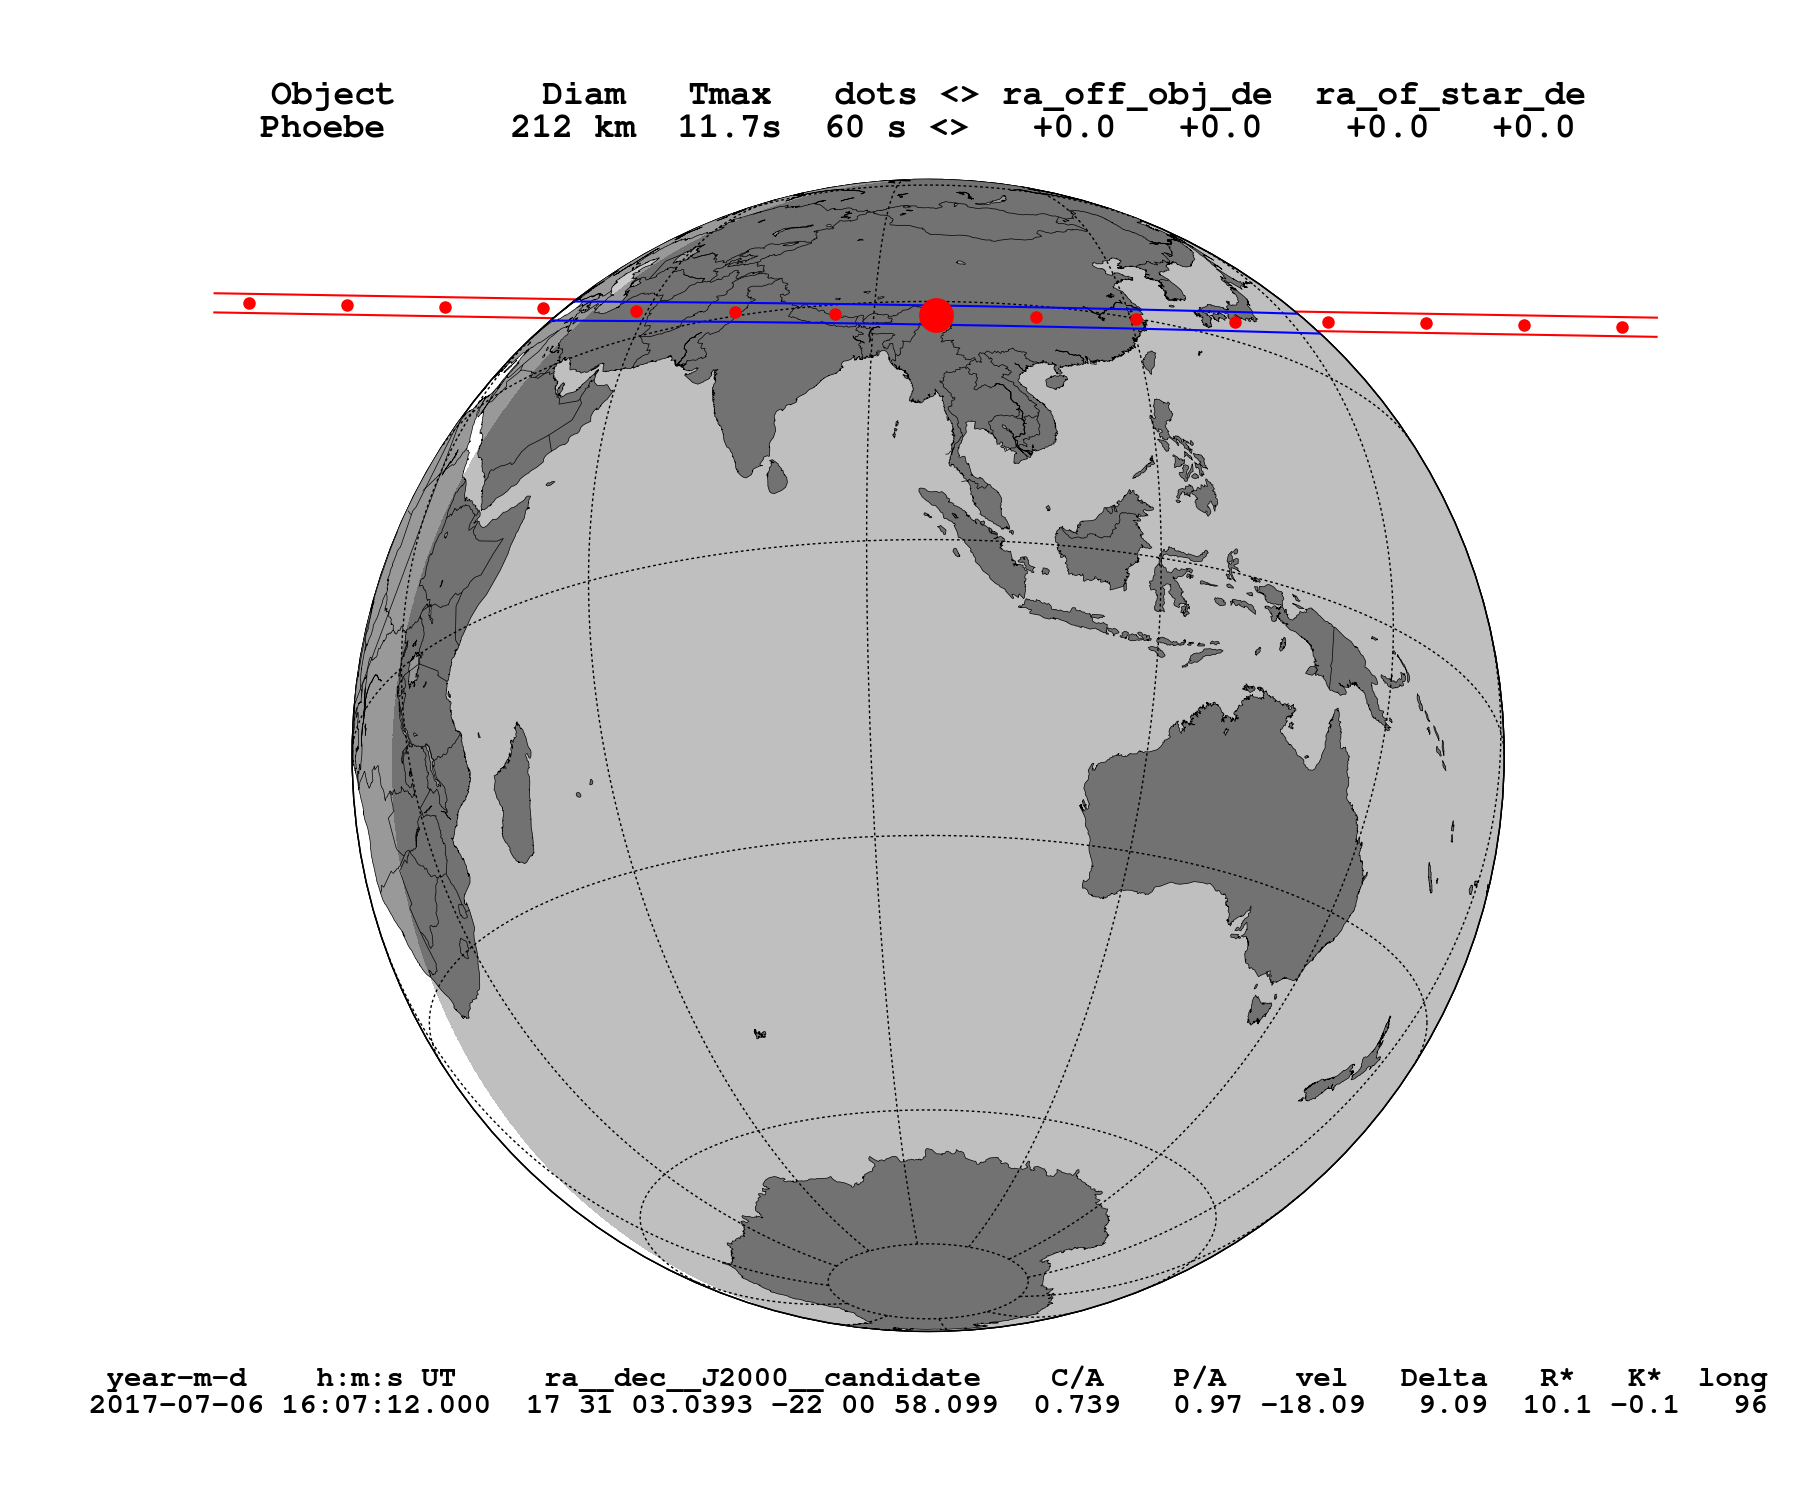 Object Diam Tmax dots <> ra_off_obj_de ra_of_star_de
Phoebe 212 km 11.7s 60 s <> +0.0 +0.0 +0.0 +0.0
year-m-d h:m:s UT ra__dec__J2000__candidate C/A P/A vel Delta R* K* long
2017-07-06 16:07:12.000 17 31 03.0393 -22 00 58.099 0.739 0.97 -18.09 9.09 10.1 -0.1 96